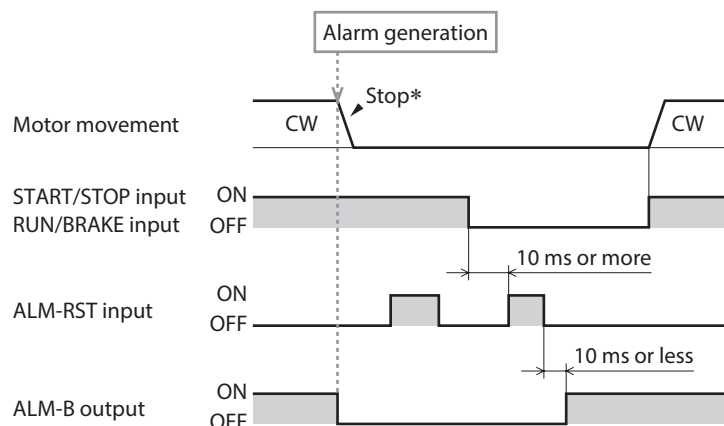 Alarm generation
Stop*
Motor movement
CW
CW
START/STOP input
RUN/BRAKE input
ON
OFF
10 ms or more
ALM-RST input
ON
OFF
10 ms or less
ALM-B output
ON
OFF